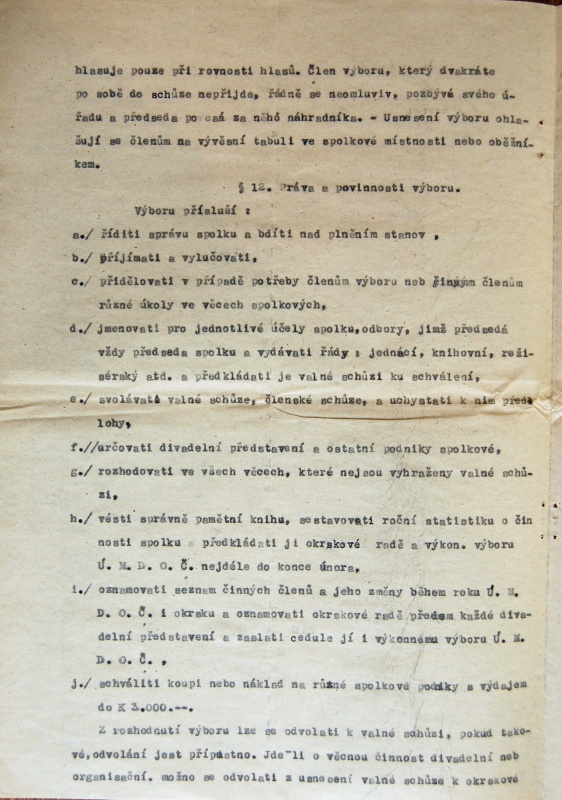 hlasuje pouze při rovnosti hlasů. Člen výboru, který dvakráte
po sobě do schůze nepřijde, řádně se neomluviv, pozbývá svého ú-
řadu a předseda po	á za něho náhradníka. - Usnesení výboru ohla-
šují se členům na vývěsní tabuli ve spolkové místnosti nebo oběžní-
kem.
§ 12. Práva a povinnosti výboru.
Výboru přísluší :
a./ říditi správu spolku a bdíti nad plněním stanov ,
b./ příjímati a vylučovati,
c./ přidělovati v případě potřeby členům výboru neb činným členům
různé úkoly ve věcech spolkových,
d./ jmenovati pro jednotlivé účely spolku,odbory, jimž předsedá
vždy předseda spolku a vydávati řády : jednací, knihovní, reži-
sérský atd. a předkládati je valné schůzi ku schválení,
e./ svolávati valné schůze, členské schůze, a uchystati k nim před
lohy,
f.//určovati divadelní představení a ostatní podniky spolkové,
g./ rozhodovati ve všech věcech, které nejsou vyhraženy valné schů-
zi,
h./ vésti správně pamětní knihu, sestavovati roční statistiku o čin
nosti spolku a předkládati ji okrskové radě a výkon. výboru
Ú. M. D. O. Č. nejdéle do konce února,
i./ oznamovati seznam činných členů a jeho změny během roku Ú. M.
D. O. Č. i okrsku a oznamovati okrskové radě předem každé diva-
delní představení a zaslati cedule jí i výkonnému výboru Ú. M.
D. O. Č. ,
j./ schváliti koupi nebo náklad na různé spolkové podniky s výdajem
do K 3.000.--.
Z rozhodnutí výboru lze se odvolati k valné schůzi, pokud tako-
vé,odvolání jest přípustno. Jde-li o věcnou činnost divadelní neb
organisační. možno se odvolati z usnesení valné schůze k okrskové